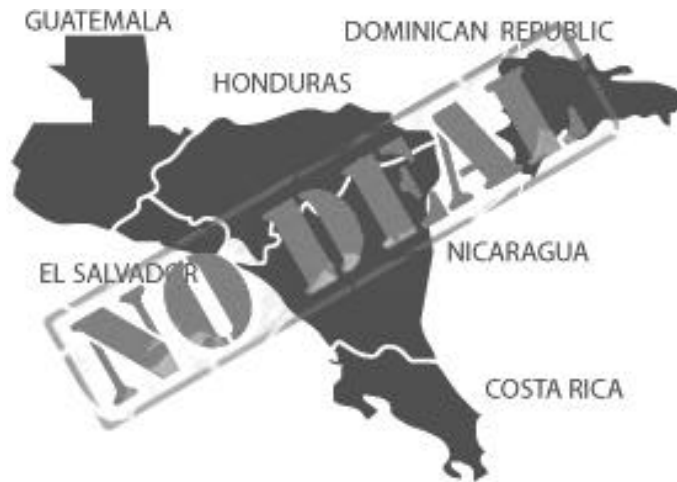 GUATEMALA
DOMINICAN REPUBLIC
HONDURAS
NO DEAL
EL SALVADOR
NICARAGUA
COSTA RICA